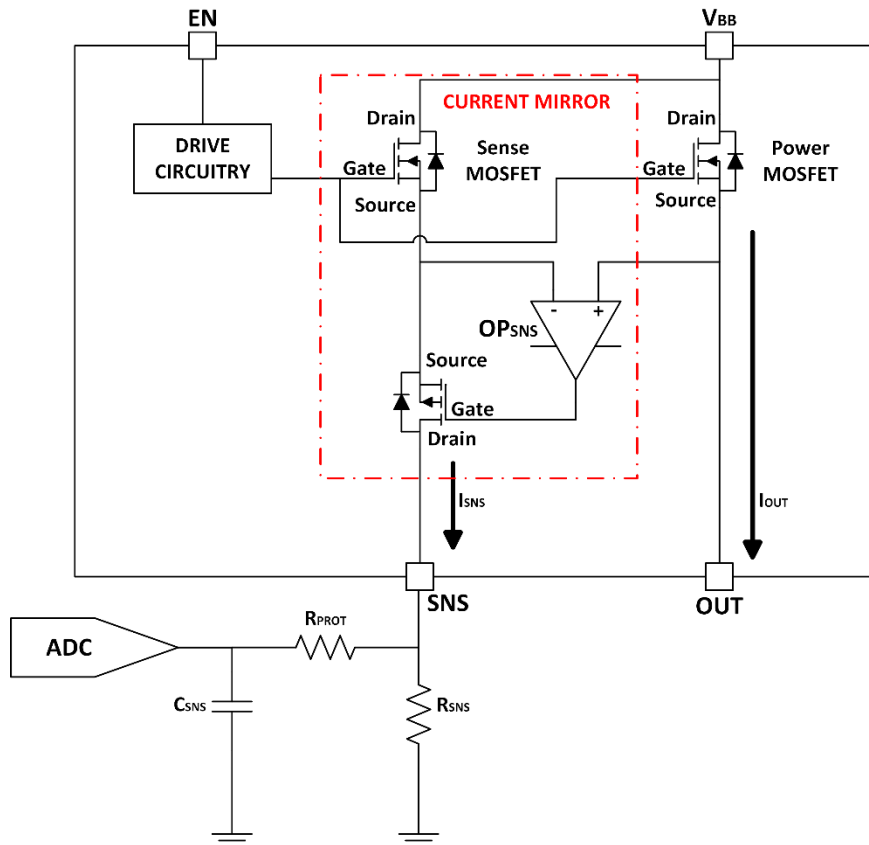 EN
VBB
CURRENT MIRROR
Drain
Drain
DRIVE
CIRCUITRY
Gate
Sense
MOSFET
Gate
Power
MOSFET
Source
Source
- +
OPSNS
Source
Gate
Drain
ISNS
IOUT
SNS
OUT
RPROT
ADC
CSNS
RSNS